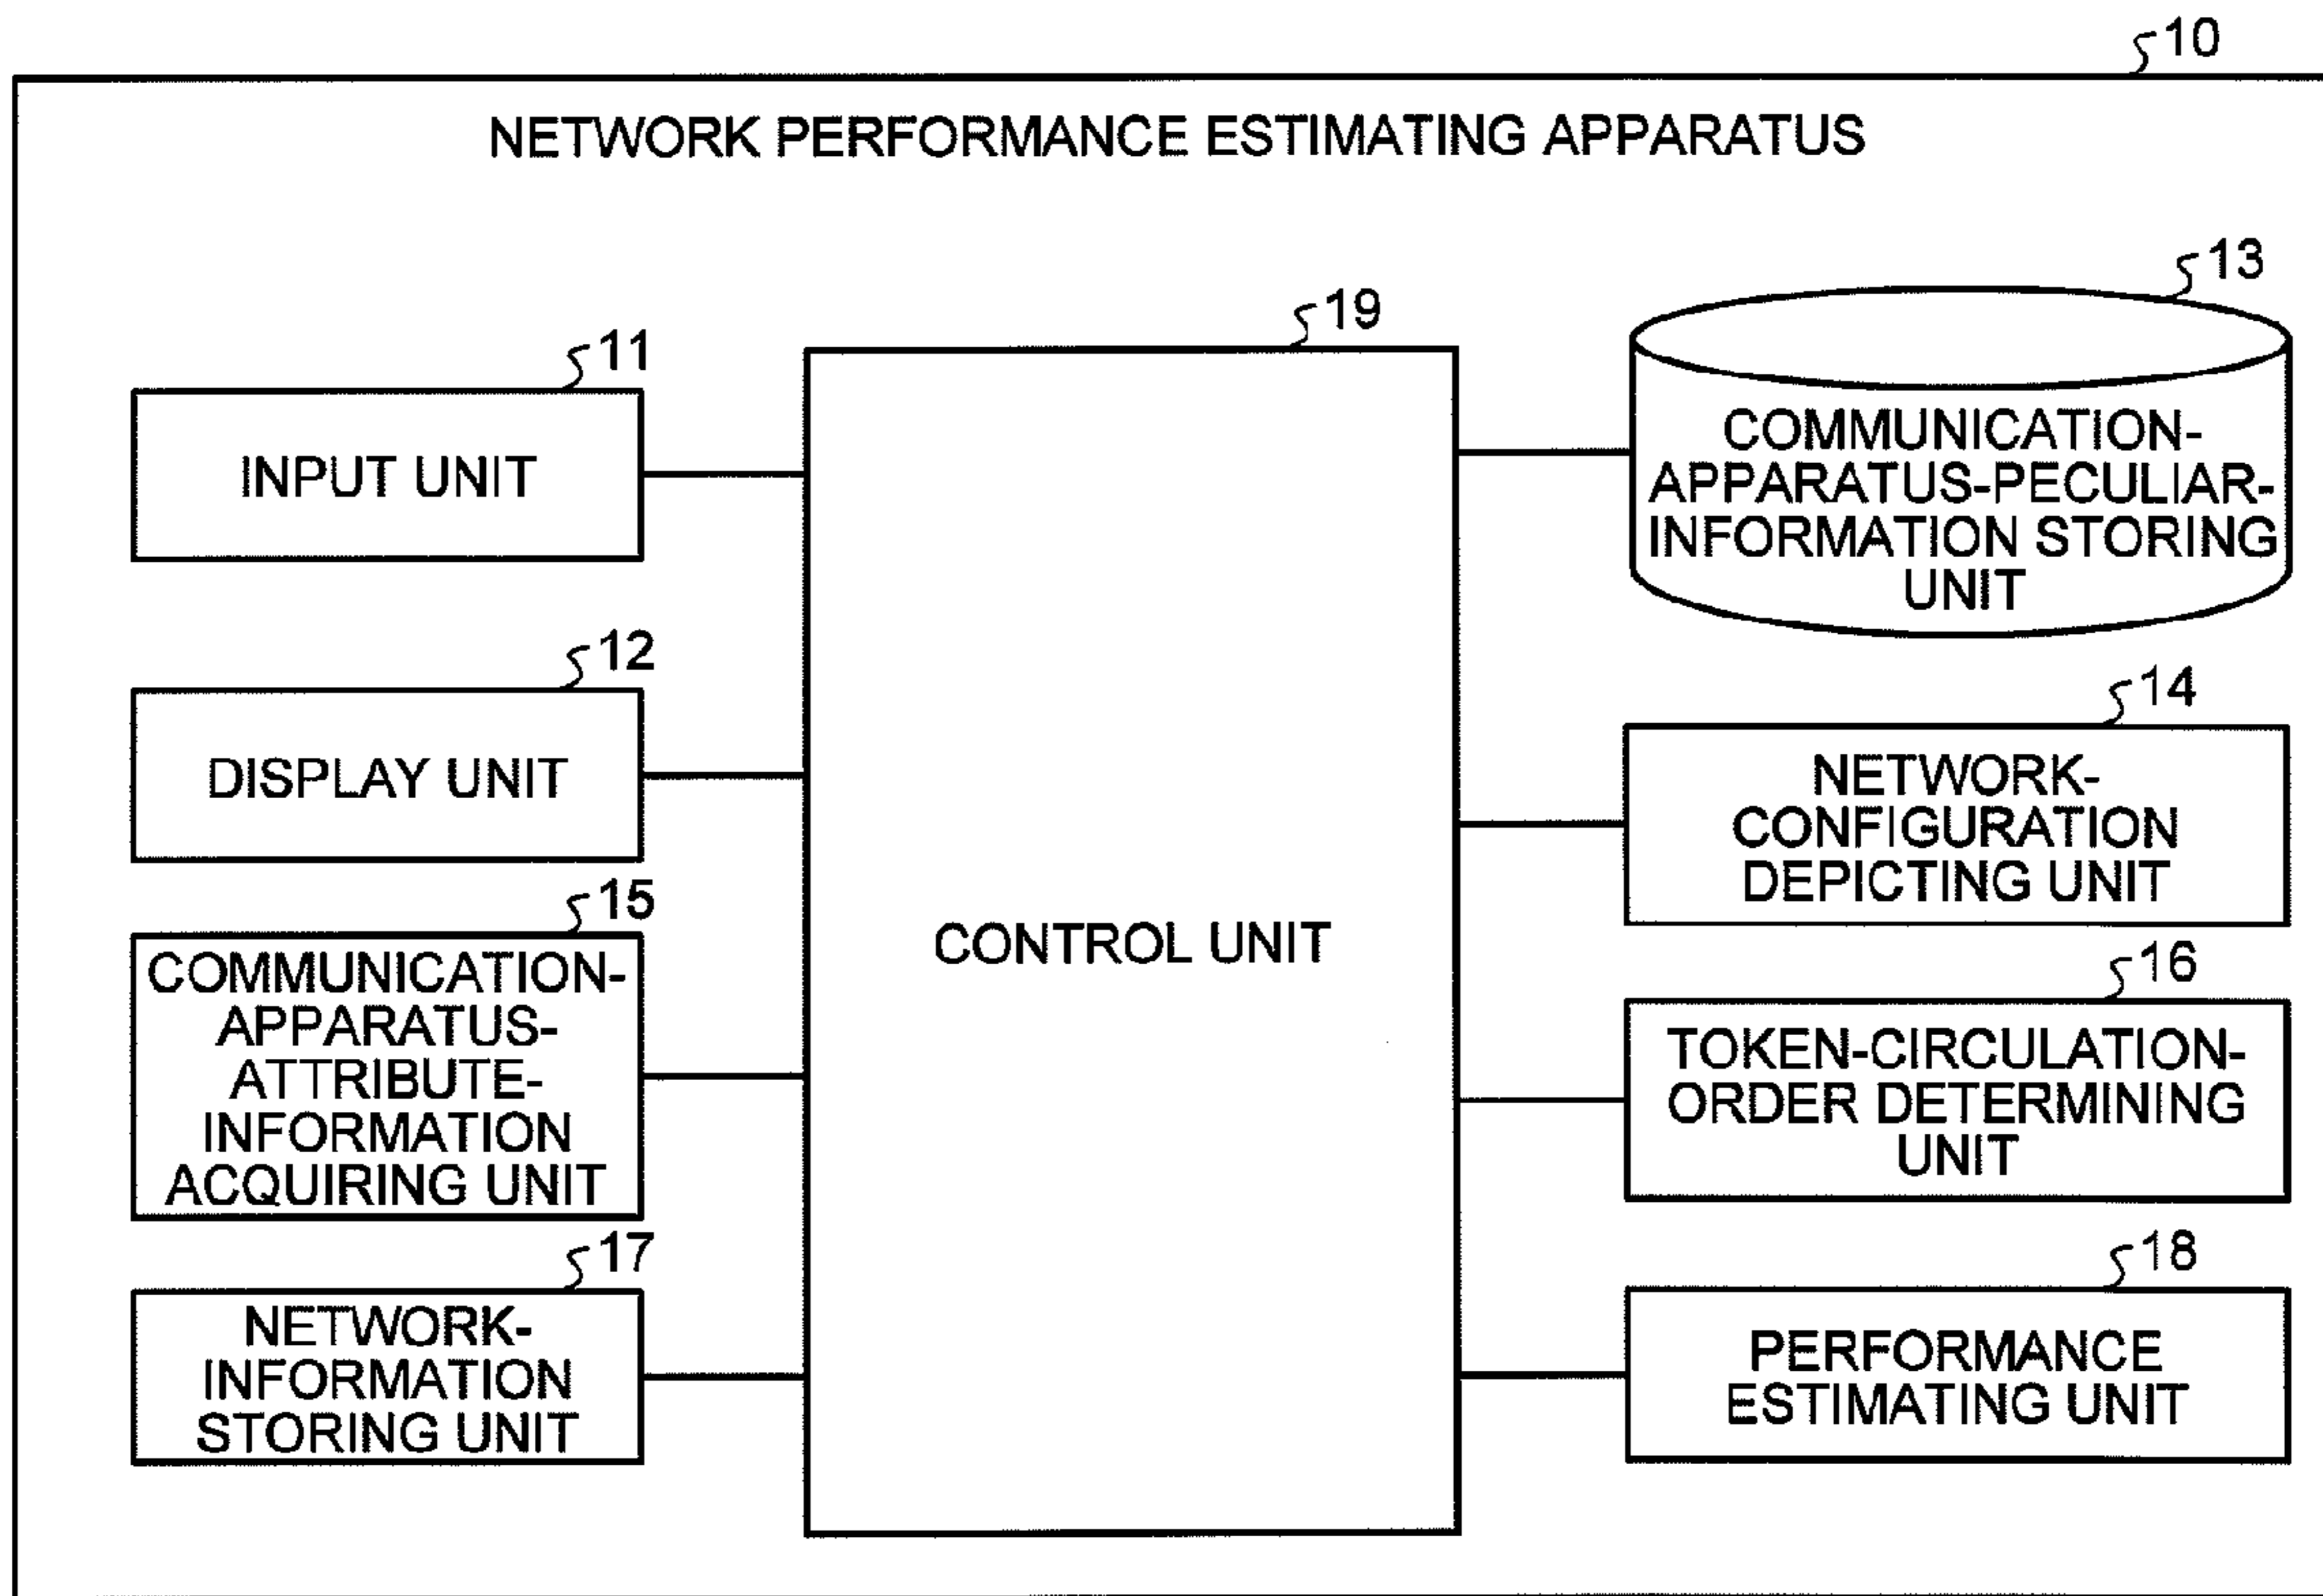 10
NETWORK PERFORMANCE ESTIMATING APPARATUS
11
INPUT UNIT
12
DISPLAY UNIT
15
COMMUNICATION-
APPARATUS-
ATTRIBUTE-
INFORMATION
ACQUIRING UNIT
17
NETWORK-
INFORMATION
STORING UNIT
19
CONTROL UNIT
13
COMMUNICATION-
APPARATUS-PECULIAR-
INFORMATION STORING
UNIT
14
NETWORK-
CONFIGURATION
DEPICTING UNIT
16
TOKEN-CIRCULATION-
ORDER DETERMINING
UNIT
18
PERFORMANCE
ESTIMATING UNIT